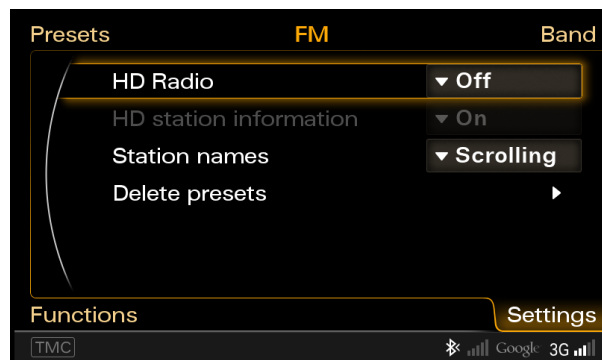 Presets FM Band
HD Radio Off
HD station information On
Station names Scrolling
Delete presets
Functions Settings
TMC Google 3G